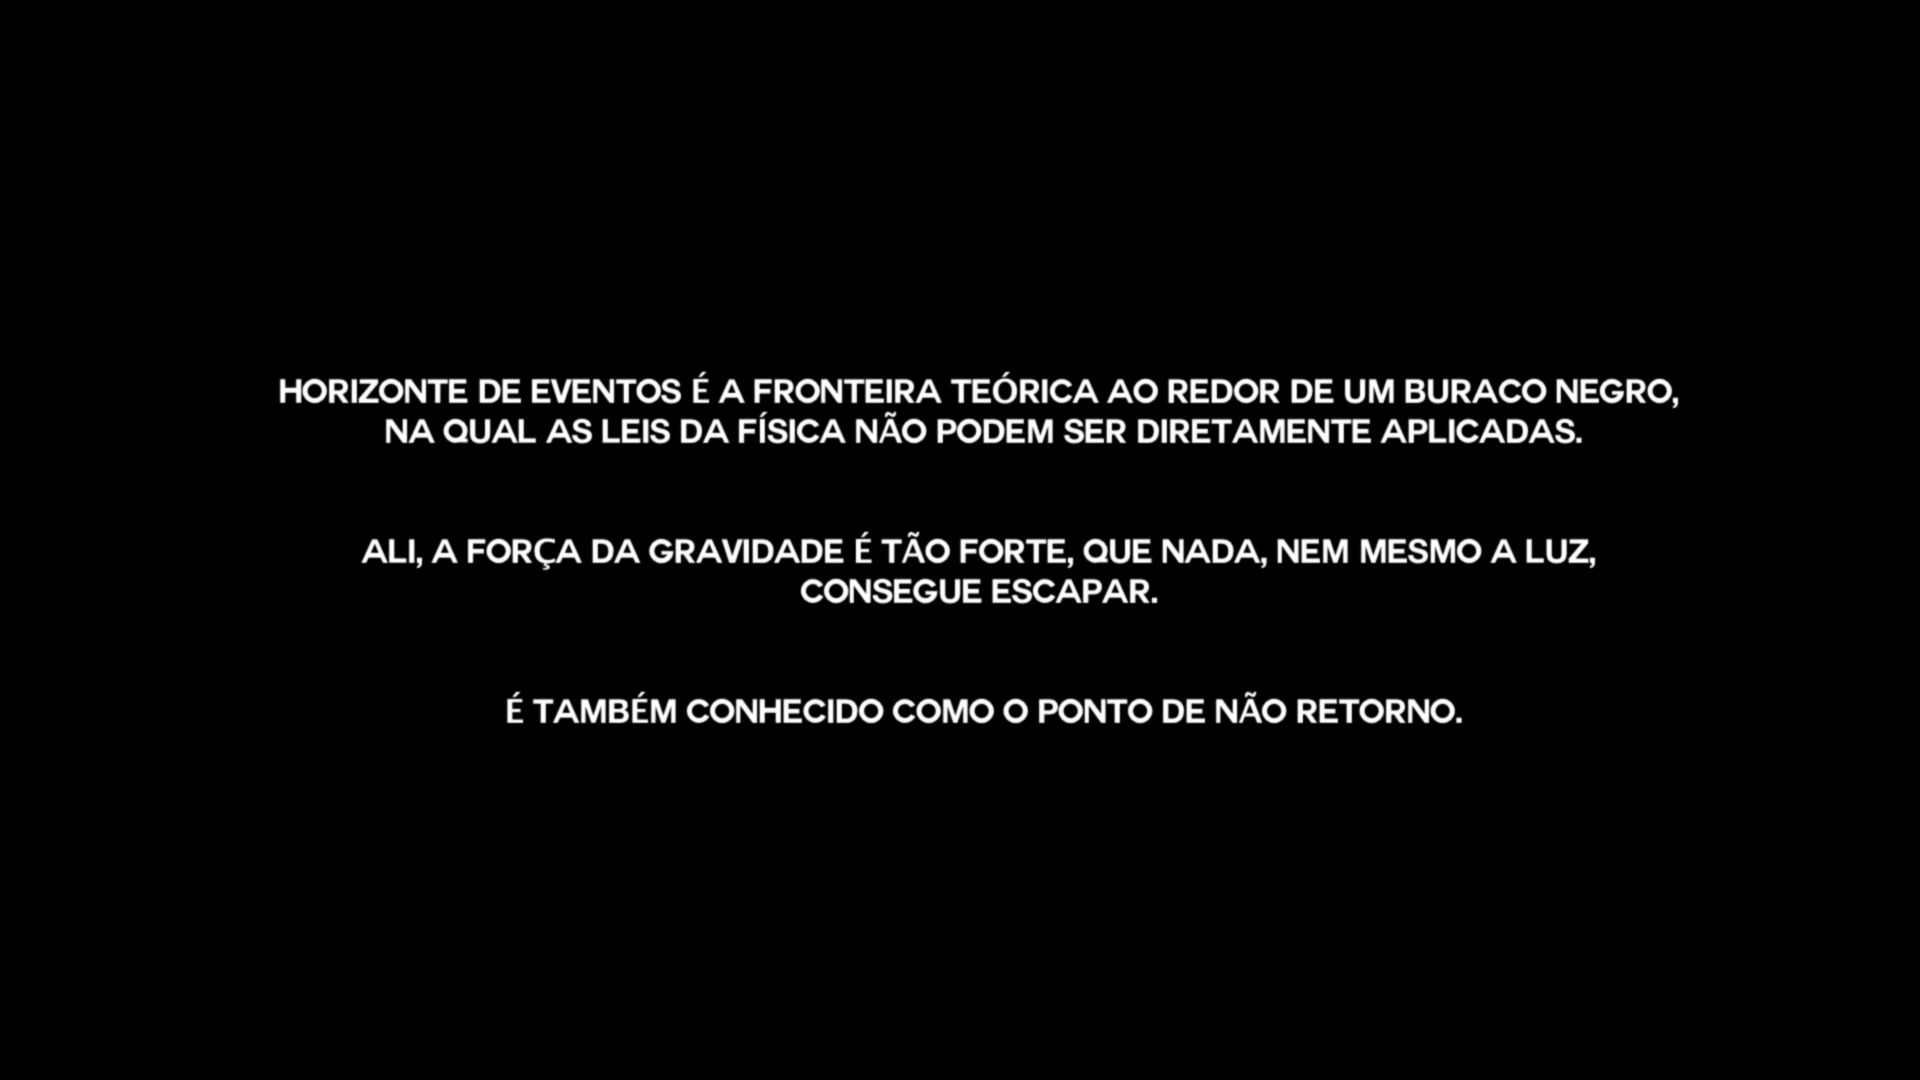 HORIZONTE DE EVENTOS É A FRONTEIRA TEÓRICA AO REDOR DE UM BURACO NEGRO,
NA QUAL AS LEIS DA FÍSICA NÃO PODEM SER DIRETAMENTE APLICADAS.
ALI, A FORÇA DA GRAVIDADE É TÃO FORTE, QUE NADA, NEM MESMO A LUZ,
CONSEGUE ESCAPAR.
É TAMBÉM CONHECIDO COMO O PONTO DE NÃO RETORNO.